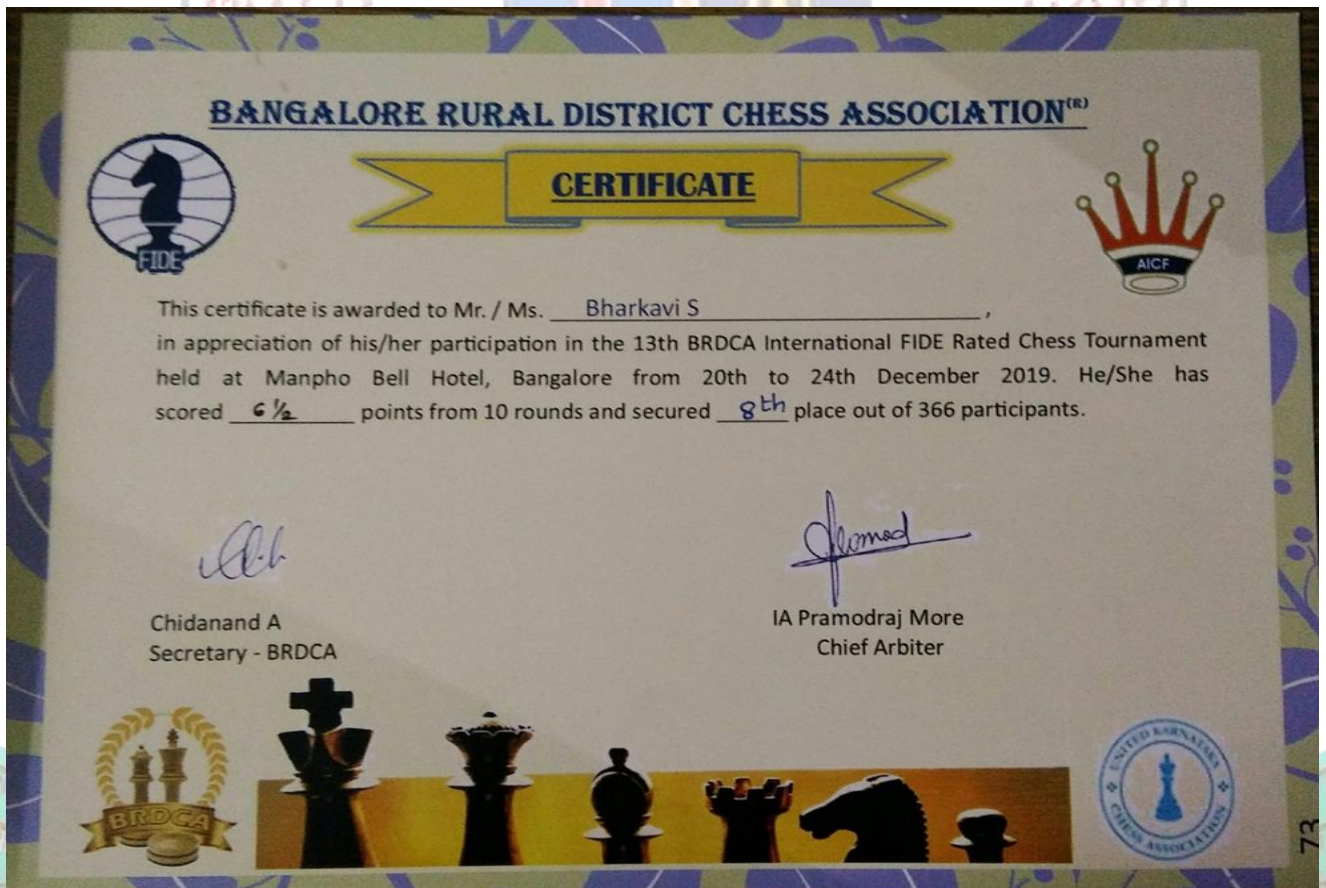 BANGALORE RURAL DISTRICT CHESS ASSOCIATION(R)
CERTIFICATE
FIDE
AICF
This certificate is awarded to Mr. / Ms. Bharkavi S ,
in appreciation of his/her participation in the 13th BRDCA International FIDE Rated Chess Tournament
held at Manpho Bell Hotel, Bangalore from 20th to 24th December 2019. He/She has
scored 6 ½ points from 10 rounds and secured 8th place out of 366 participants.
Chidanand A
Secretary - BRDCA
IA Pramodraj More
Chief Arbiter
BRDCA
UNITED KARNATAKA
CHESS ASSOCIATION
73